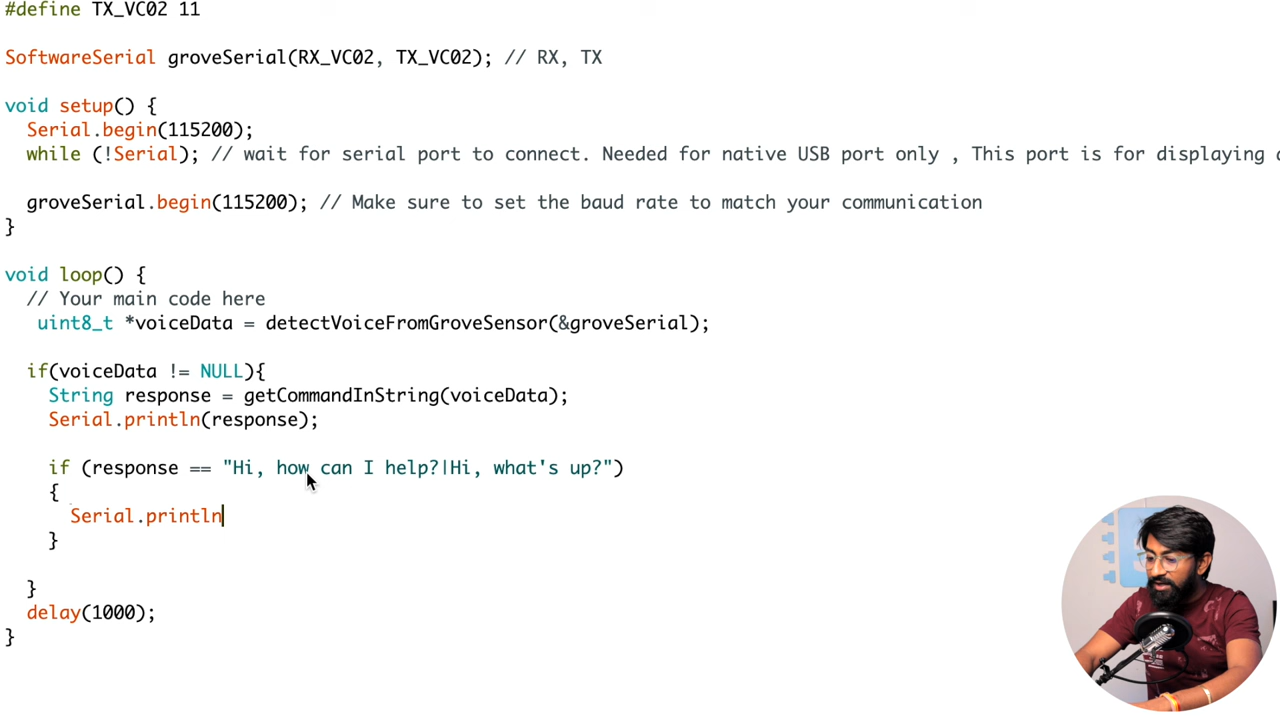 #define TX_VC02 11
SoftwareSerial groveSerial(RX_VC02, TX_VC02); // RX, TX
void setup() {
Serial.begin(115200);
while (!Serial); // wait for serial port to connect. Needed for native USB port only , This port is for displaying
groveSerial.begin(115200); // Make sure to set the baud rate to match your communication
}
void loop() {
// Your main code here
uint8_t *voiceData = detectVoiceFromGroveSensor(&groveSerial);
if(voiceData != NULL){
String response = getCommandInString(voiceData);
Serial.println(response);
if (response == "Hi, how can I help?|Hi, what's up?")
{
Serial.println
}
}
delay(1000);
}